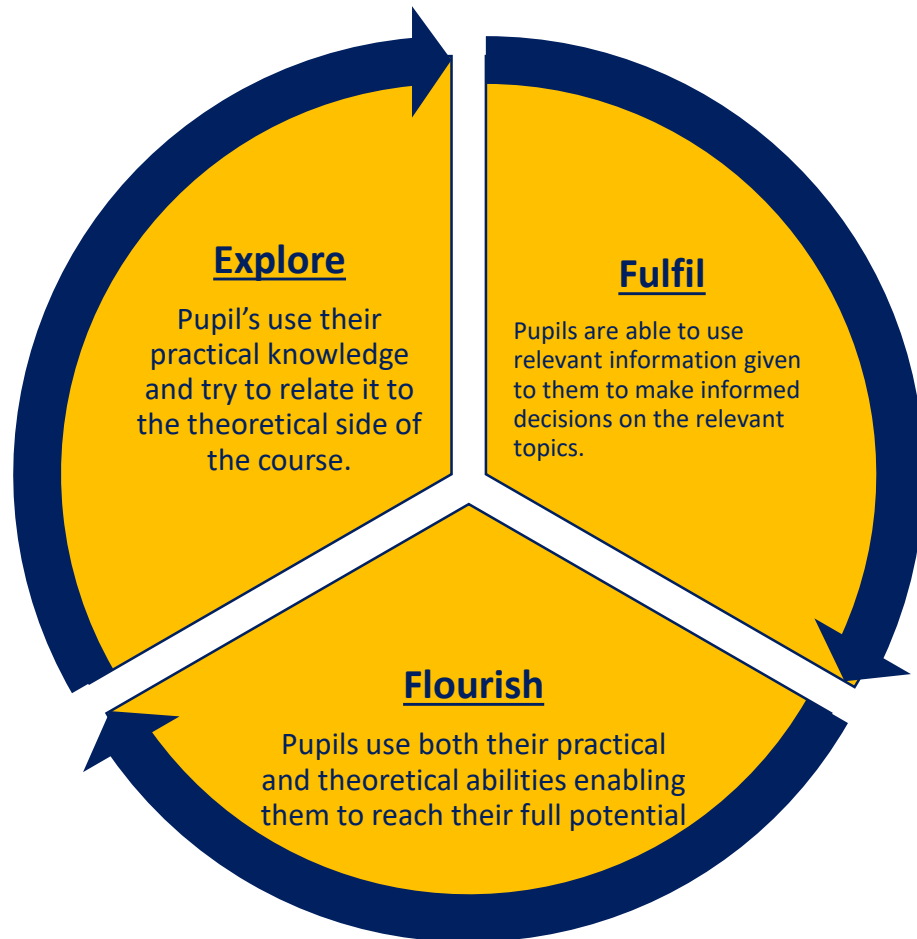 Explore
Pupil’s use their
practical knowledge
and try to relate it to
the theoretical side of
the course.
Fulfil
Pupils are able to use
relevant information given
to them to make informed
decisions on the relevant
topics.
Flourish
Pupils use both their practical
and theoretical abilities enabling
them to reach their full potential